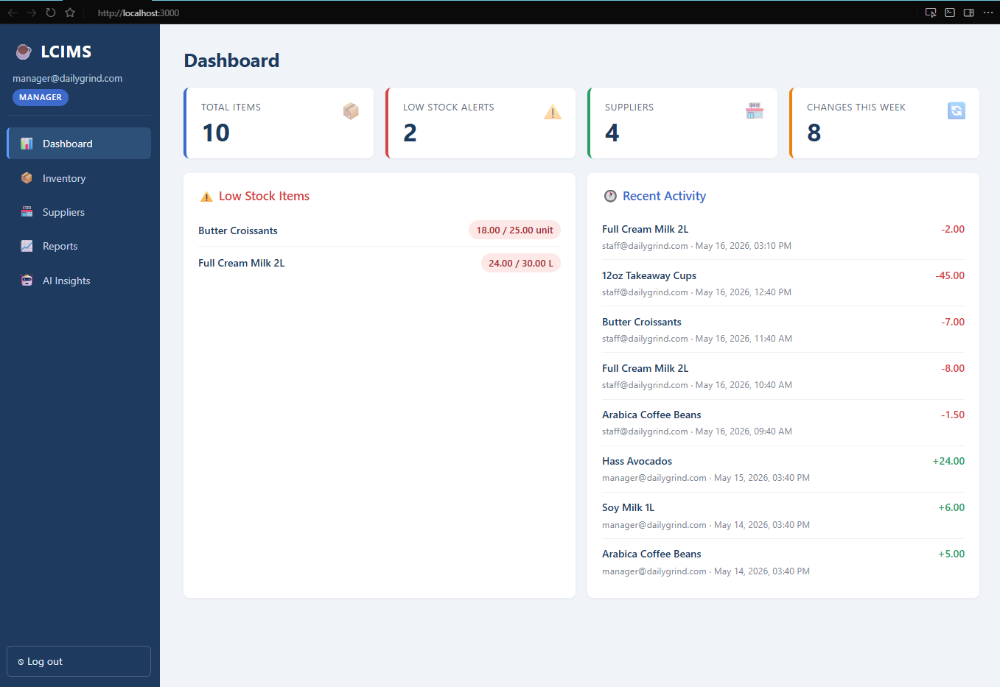 http://localhost:3000
LCIMS
manager@dailygrind.com
MANAGER
Dashboard
Inventory
Suppliers
Reports
AI Insights
Log out
Dashboard
TOTAL ITEMS
10
LOW STOCK ALERTS
2
SUPPLIERS
4
CHANGES THIS WEEK
8
Low Stock Items
Butter Croissants 18.00 / 25.00 unit
Full Cream Milk 2L 24.00 / 30.00 L
Recent Activity
Full Cream Milk 2L -2.00
staff@dailygrind.com · May 16, 2026, 03:10 PM
12oz Takeaway Cups -45.00
staff@dailygrind.com · May 16, 2026, 12:40 PM
Butter Croissants -7.00
staff@dailygrind.com · May 16, 2026, 11:40 AM
Full Cream Milk 2L -8.00
staff@dailygrind.com · May 16, 2026, 10:40 AM
Arabica Coffee Beans -1.50
staff@dailygrind.com · May 16, 2026, 09:40 AM
Hass Avocados +24.00
manager@dailygrind.com · May 15, 2026, 03:40 PM
Soy Milk 1L +6.00
manager@dailygrind.com · May 14, 2026, 03:40 PM
Arabica Coffee Beans +5.00
manager@dailygrind.com · May 14, 2026, 03:40 PM